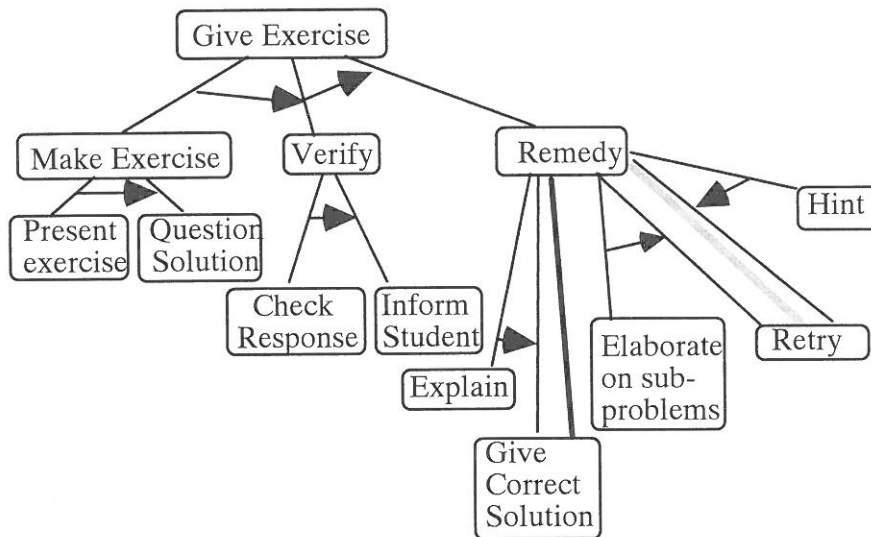 Give Exercise
Make Exercise
Verify
Remedy
Hint
Present
exercise
Question
Solution
Check
Response
Inform
Student
Explain
Elaborate
on sub-
problems
Retry
Give
Correct
Solution